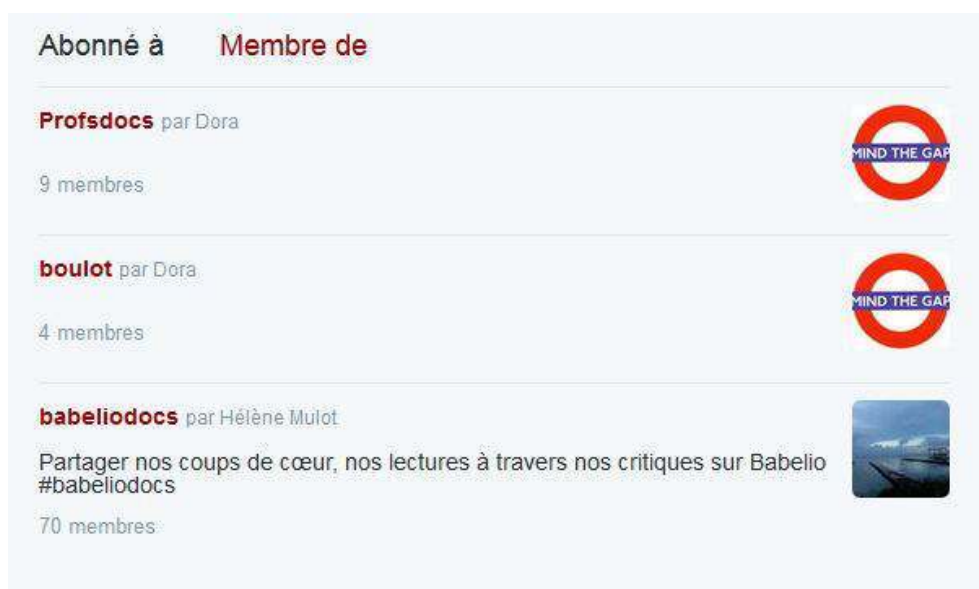 Abonné à Membre de
Profsdocs par Dora
MIND THE GAP
9 membres
boulot par Dora
MIND THE GAP
4 membres
babeliodocs par Hélène Mulot
Partager nos coups de cœur, nos lectures à travers nos critiques sur Babelio
#babeliodocs
70 membres